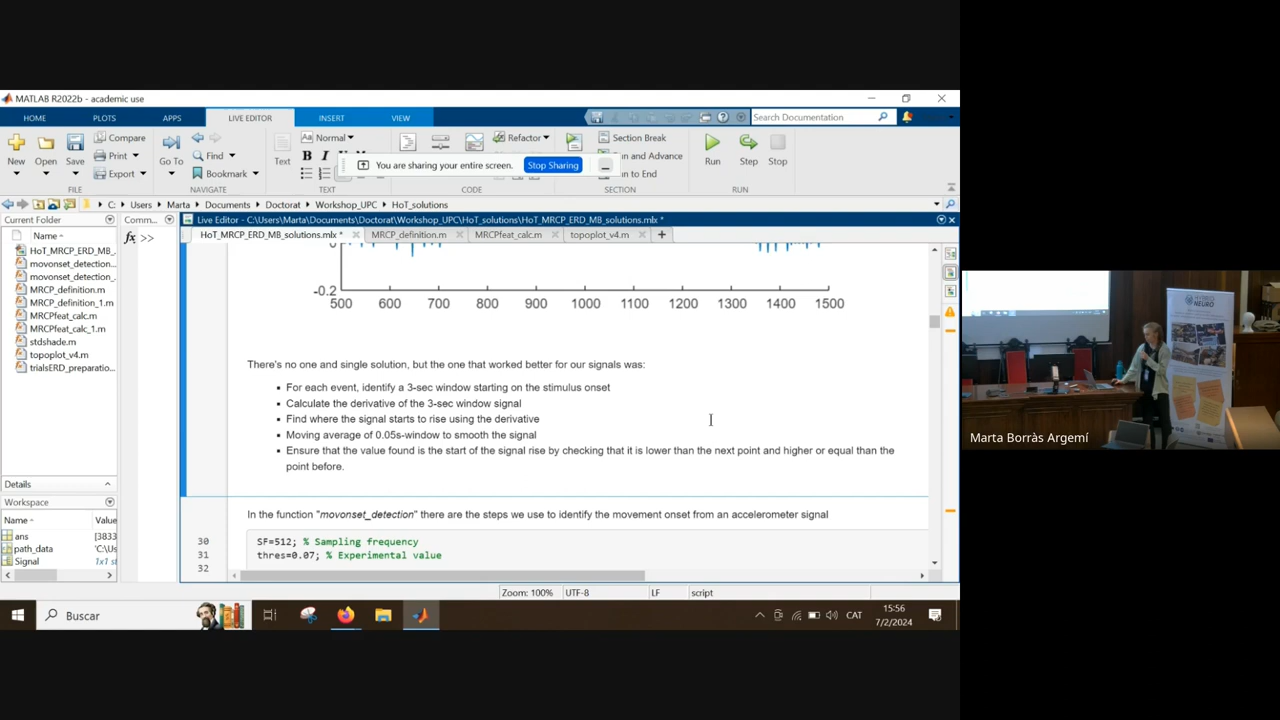 MATLAB R2022b - academic use
HOME PLOTS APPS LIVE EDITOR INSERT VIEW Search Documentation
New Open Save Compare Print Export Go To Find Bookmark Text Normal B I U M Refactor Section Break Run and Advance to End Run Step Stop
You are sharing your entire screen. Stop Sharing
FILE NAVIGATE TEXT CODE SECTION RUN
C: Users Marta Documents Doctorat Workshop_UPC HoT_solutions
Current Folder Comm... Live Editor - C:\Users\Marta\Documents\Doctorat\Workshop_UPC\HoT_solutions\HoT_MRCP_ERD_MB_solutions.mlx *
Name HoT_MRCP_ERD_MB_solutions.mlx * MRCP_definition.m MRCPfeat_calc.m topoplot_v4.m +
fx >>
HoT_MRCP_ERD_MB_...
movonset_detection...
movonset_detection_...
MRCP_definition.m
MRCP_definition_1.m
MRCPfeat_calc.m
MRCPfeat_calc_1.m
stdshade.m
topoplot_v4.m
trialsERD_preparatio...
0
-0.2
500 600 700 800 900 1000 1100 1200 1300 1400 1500
There's no one and single solution, but the one that worked better for our signals was:
▪ For each event, identify a 3-sec window starting on the stimulus onset
▪ Calculate the derivative of the 3-sec window signal
▪ Find where the signal starts to rise using the derivative
▪ Moving average of 0.05s-window to smooth the signal
▪ Ensure that the value found is the start of the signal rise by checking that it is lower than the next point and higher or equal than the
point before.
In the function "movonset_detection" there are the steps we use to identify the movement onset from an accelerometer signal
30 SF=512; % Sampling frequency
31 thres=0.07; % Experimental value
32
Details
Workspace
Name Value
ans [3833
path_data 'C:\Us
Signal 1x1 st
Zoom: 100% UTF-8 LF script
Buscar
CAT
15:56
7/2/2024
NEURO
Marta Borràs Argemí